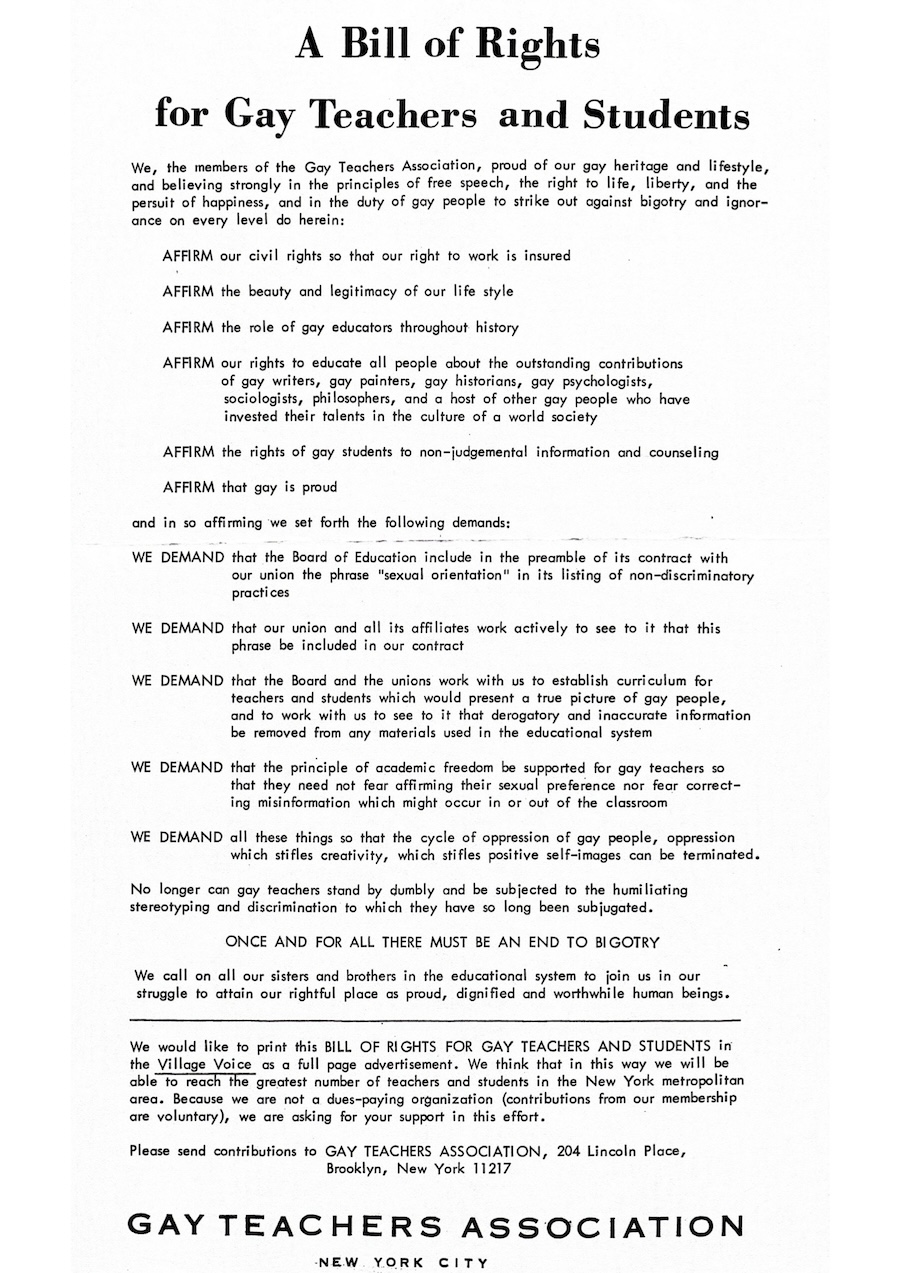 A Bill of Rights
for Gay Teachers and Students
We, the members of the Gay Teachers Association, proud of our gay heritage and lifestyle,
and believing strongly in the principles of free speech, the right to life, liberty, and the
persuit of happiness, and in the duty of gay people to strike out against bigotry and ignor-
ance on every level do herein:
AFFIRM our civil rights so that our right to work is insured
AFFIRM the beauty and legitimacy of our life style
AFFIRM the role of gay educators throughout history
AFFIRM our rights to educate all people about the outstanding contributions
of gay writers, gay painters, gay historians, gay psychologists,
sociologists, philosophers, and a host of other gay people who have
invested their talents in the culture of a world society
AFFIRM the rights of gay students to non-judgemental information and counseling
AFFIRM that gay is proud
and in so affirming we set forth the following demands:
WE DEMAND that the Board of Education include in the preamble of its contract with
our union the phrase "sexual orientation" in its listing of non-discriminatory
practices
WE DEMAND that our union and all its affiliates work actively to see to it that this
phrase be included in our contract
WE DEMAND that the Board and the unions work with us to establish curriculum for
teachers and students which would present a true picture of gay people,
and to work with us to see to it that derogatory and inaccurate information
be removed from any materials used in the educational system
WE DEMAND that the principle of academic freedom be supported for gay teachers so
that they need not fear affirming their sexual preference nor fear correct-
ing misinformation which might occur in or out of the classroom
WE DEMAND all these things so that the cycle of oppression of gay people, oppression
which stifles creativity, which stifles positive self-images can be terminated.
No longer can gay teachers stand by dumbly and be subjected to the humiliating
stereotyping and discrimination to which they have so long been subjugated.
ONCE AND FOR ALL THERE MUST BE AN END TO BIGOTRY
We call on all our sisters and brothers in the educational system to join us in our
struggle to attain our rightful place as proud, dignified and worthwhile human beings.
We would like to print this BILL OF RIGHTS FOR GAY TEACHERS AND STUDENTS in
the Village Voice as a full page advertisement. We think that in this way we will be
able to reach the greatest number of teachers and students in the New York metropolitan
area. Because we are not a dues-paying organization (contributions from our membership
are voluntary), we are asking for your support in this effort.
Please send contributions to GAY TEACHERS ASSOCIATION, 204 Lincoln Place,
Brooklyn, New York 11217
GAY TEACHERS ASSOCIATION
NEW YORK CITY